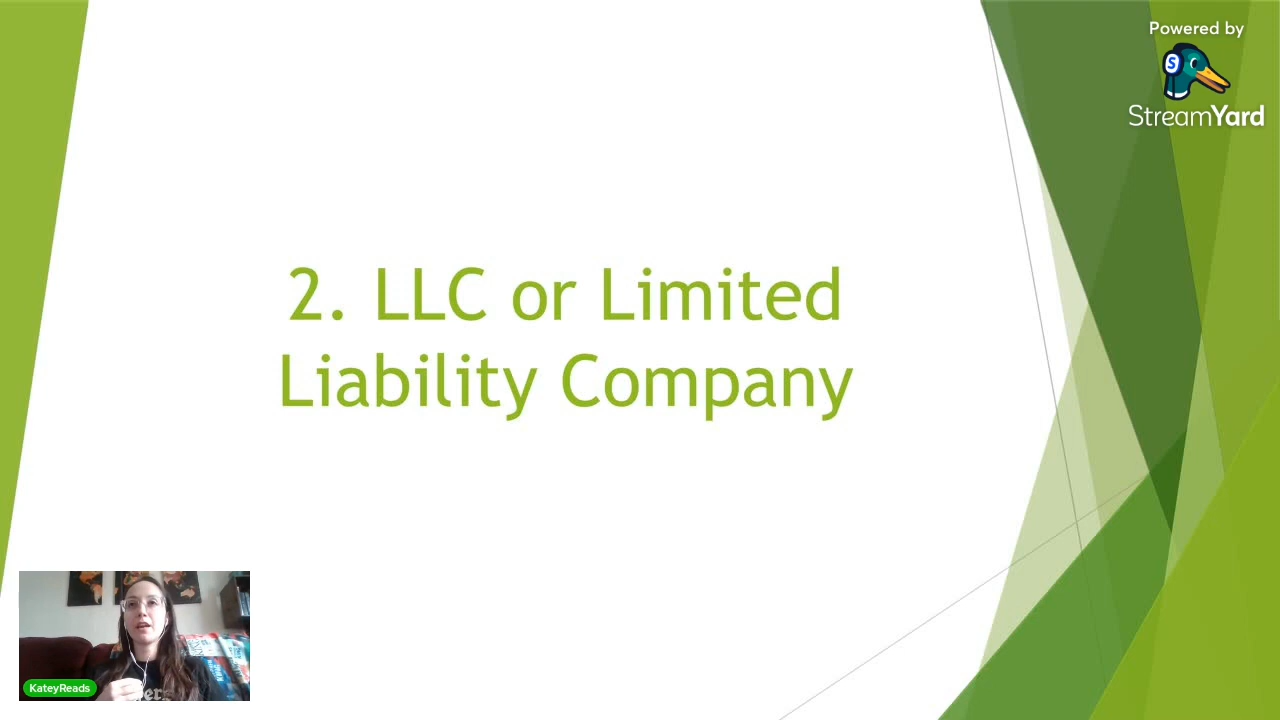 Powered by
S
StreamYard
2. LLC or Limited
Liability Company
KateyReads